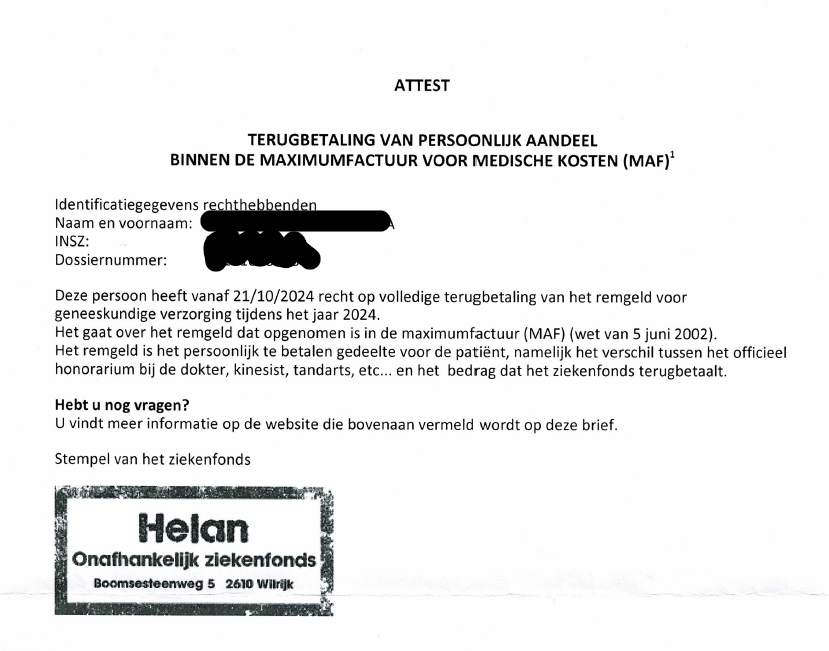 ATTEST
TERUGBETALING VAN PERSOONLIJK AANDEEL
BINNEN DE MAXIMUMFACTUUR VOOR MEDISCHE KOSTEN (MAF)¹
Identificatiegegevens rechthebbenden
Naam en voornaam:
INSZ:
Dossiernummer:
Deze persoon heeft vanaf 21/10/2024 recht op volledige terugbetaling van het remgeld voor
geneeskundige verzorging tijdens het jaar 2024.
Het gaat over het remgeld dat opgenomen is in de maximumfactuur (MAF) (wet van 5 juni 2002).
Het remgeld is het persoonlijk te betalen gedeelte voor de patiënt, namelijk het verschil tussen het officieel
honorarium bij de dokter, kinesist, tandarts, etc... en het bedrag dat het ziekenfonds terugbetaalt.
Hebt u nog vragen?
U vindt meer informatie op de website die bovenaan vermeld wordt op deze brief.
Stempel van het ziekenfonds
Helan
Onafhankelijk ziekenfonds
Boomsesteenweg 5 2610 Wilrijk